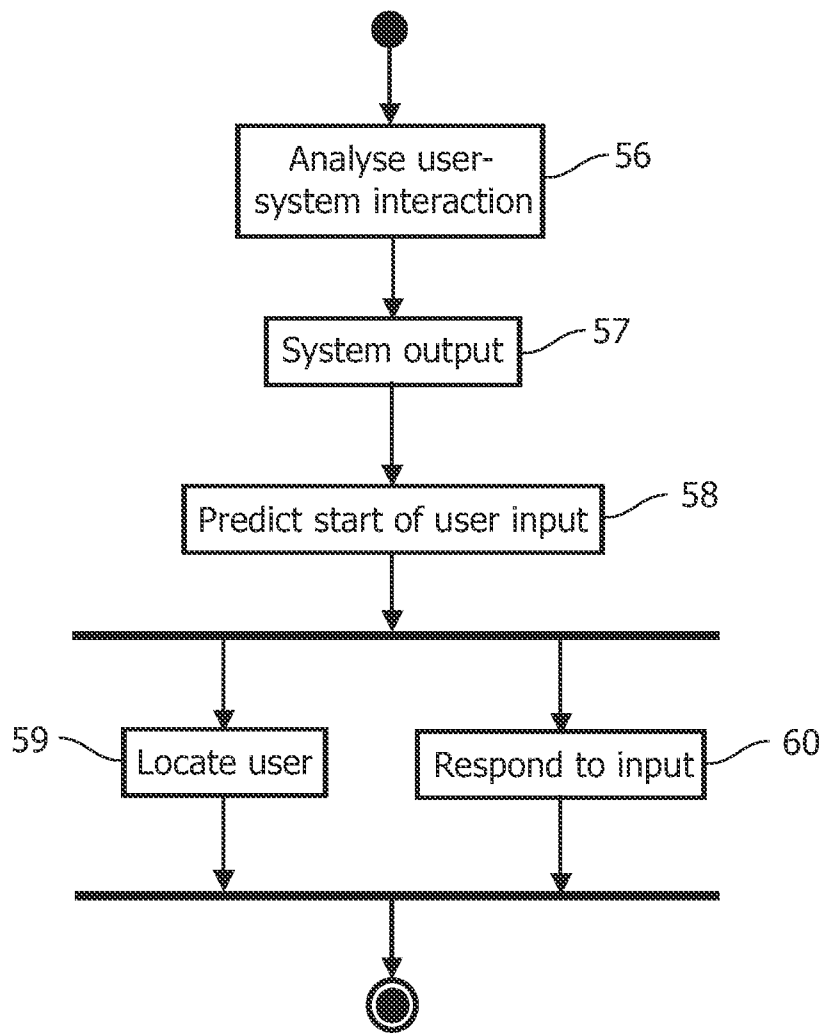 Analyse user-
system interaction
56
System output
57
Predict start of user input
58
59
Locate user
Respond to input
60